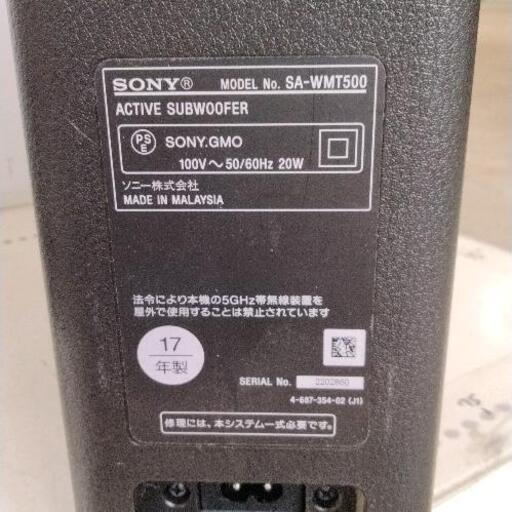 SONY® MODEL No. SA-WMT500
ACTIVE SUBWOOFER
PSE SONY.GMO
100V～50/60Hz 20W
ソニー株式会社
MADE IN MALAYSIA
法令により本機の5GHz帯無線装置を
屋外で使用することは禁止されています
17
年製
SERIAL No. 2202860
4-687-354-02 (J1)
修理には、本システム一式必要です。